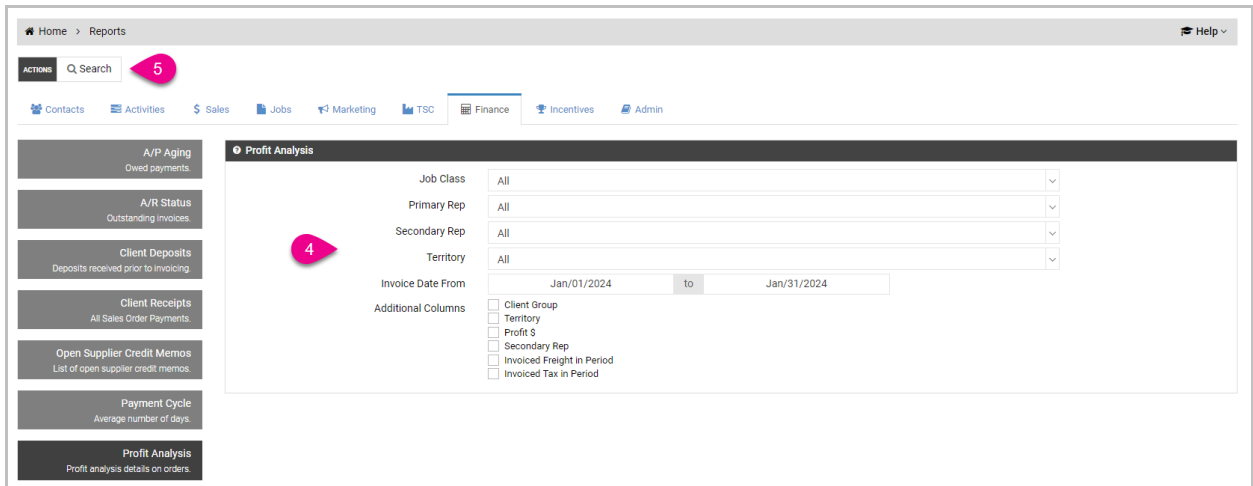 Home > Reports
Help
ACTIONS Search
5
Contacts Activities $ Sales Jobs Marketing TSC Finance Incentives Admin
A/P Aging
Owed payments.
A/R Status
Outstanding invoices.
Client Deposits
Deposits received prior to invoicing.
Client Receipts
All Sales Order Payments.
Open Supplier Credit Memos
List of open supplier credit memos.
Payment Cycle
Average number of days.
Profit Analysis
Profit analysis details on orders.
Profit Analysis
Job Class All
Primary Rep All
Secondary Rep All
4
Territory All
Invoice Date From Jan/01/2024 to Jan/31/2024
Additional Columns Client Group
Territory
Profit $
Secondary Rep
Invoiced Freight in Period
Invoiced Tax in Period